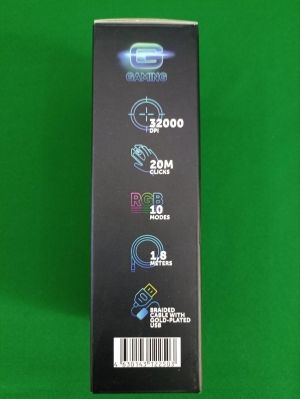 GAMING
32000
DPI
20M
CLICKS
RGB
10
MODES
1,8
METERS
BRAIDED
CABLE WITH
GOLD-PLATED
USB